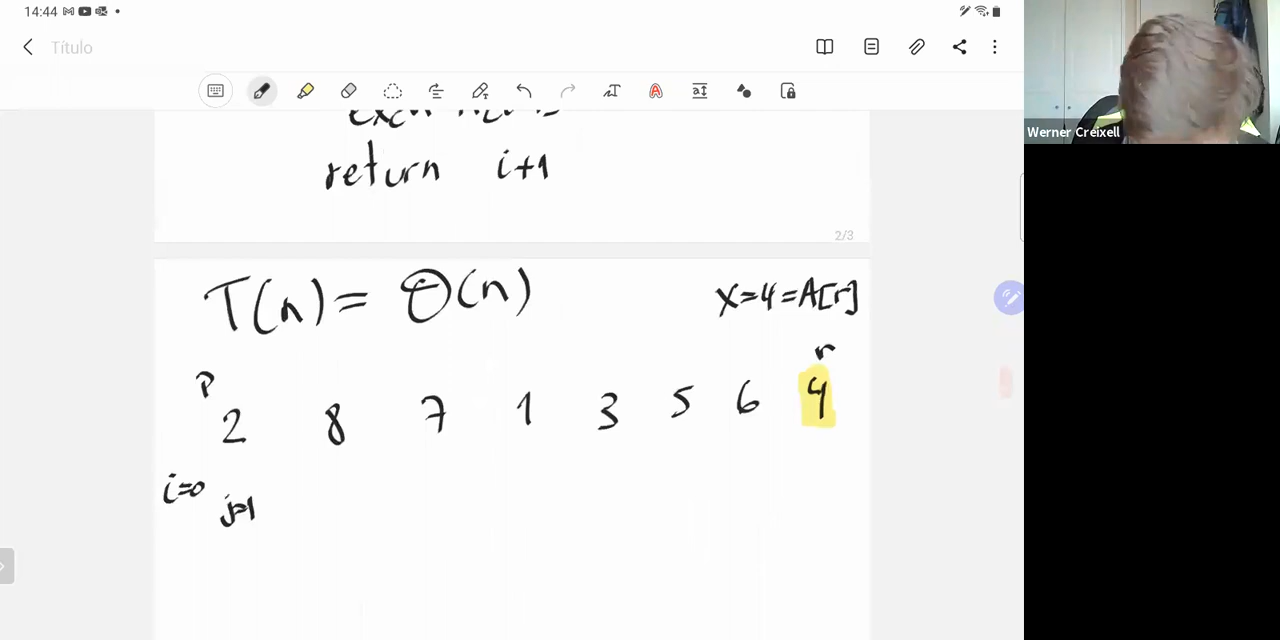 14:44
Título
Werner Creixell
return i+1
2/3
T(n) = Θ(n)
x=4=A[r]
p
r
2 8 7 1 3 5 6 4
i=0
j=1